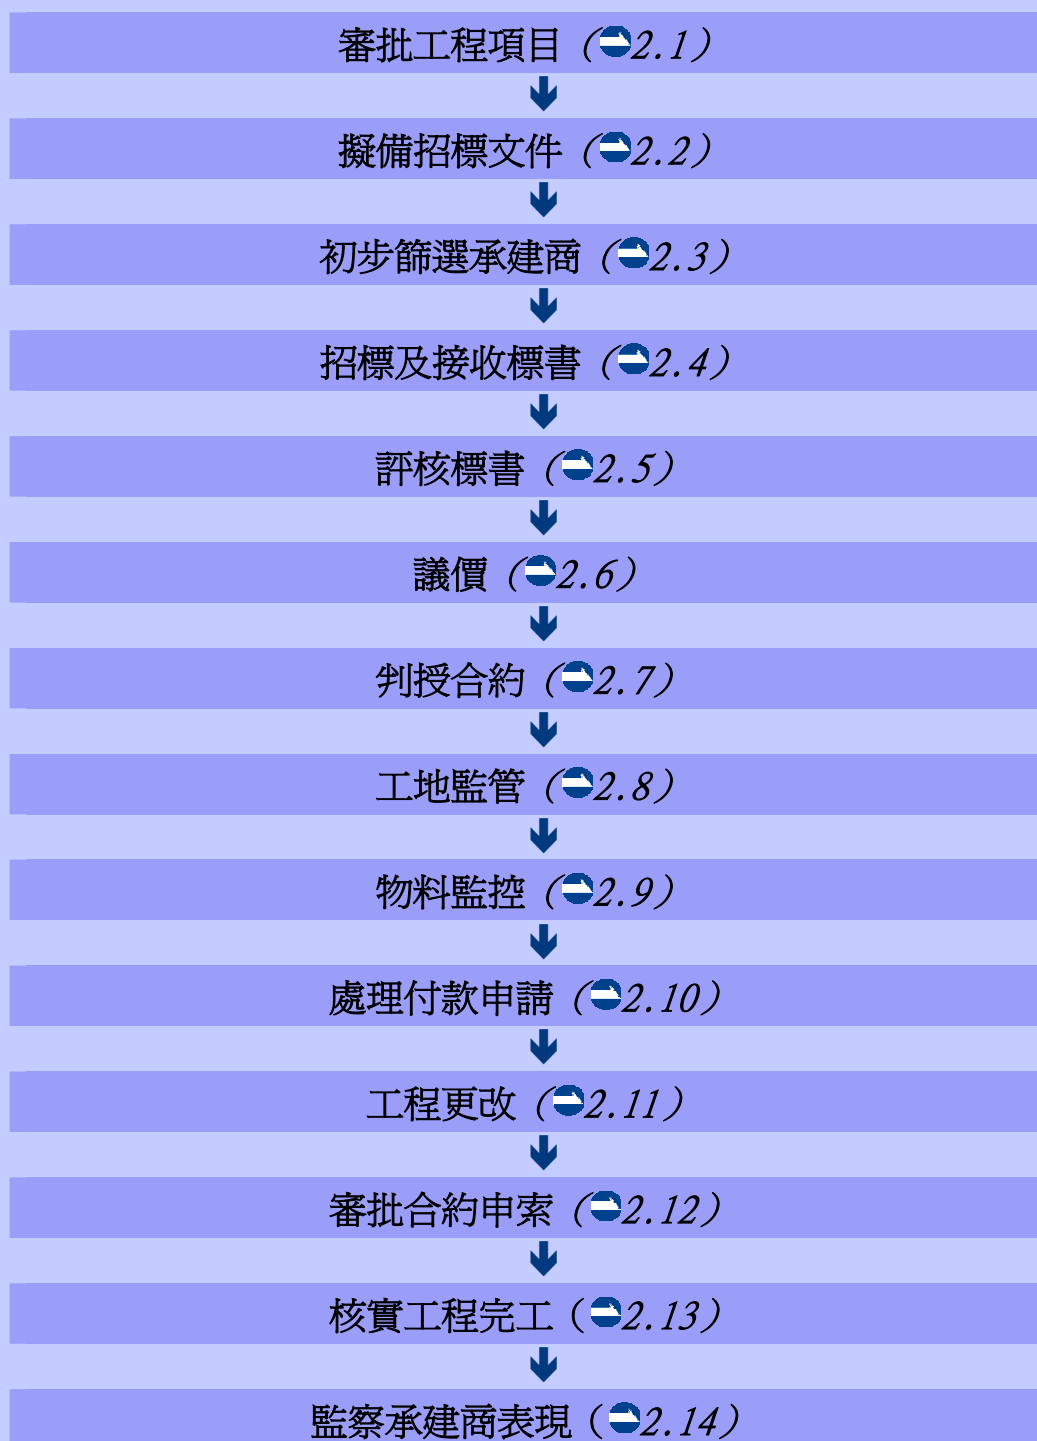 審批工程項目（➲2.1）
擬備招標文件（➲2.2）
初步篩選承建商（➲2.3）
招標及接收標書（➲2.4）
評核標書（➲2.5）
議價（➲2.6）
判授合約（➲2.7）
工地監管（➲2.8）
物料監控（➲2.9）
處理付款申請（➲2.10）
工程更改（➲2.11）
審批合約申索（➲2.12）
核實工程完工（➲2.13）
監察承建商表現（➲2.14）